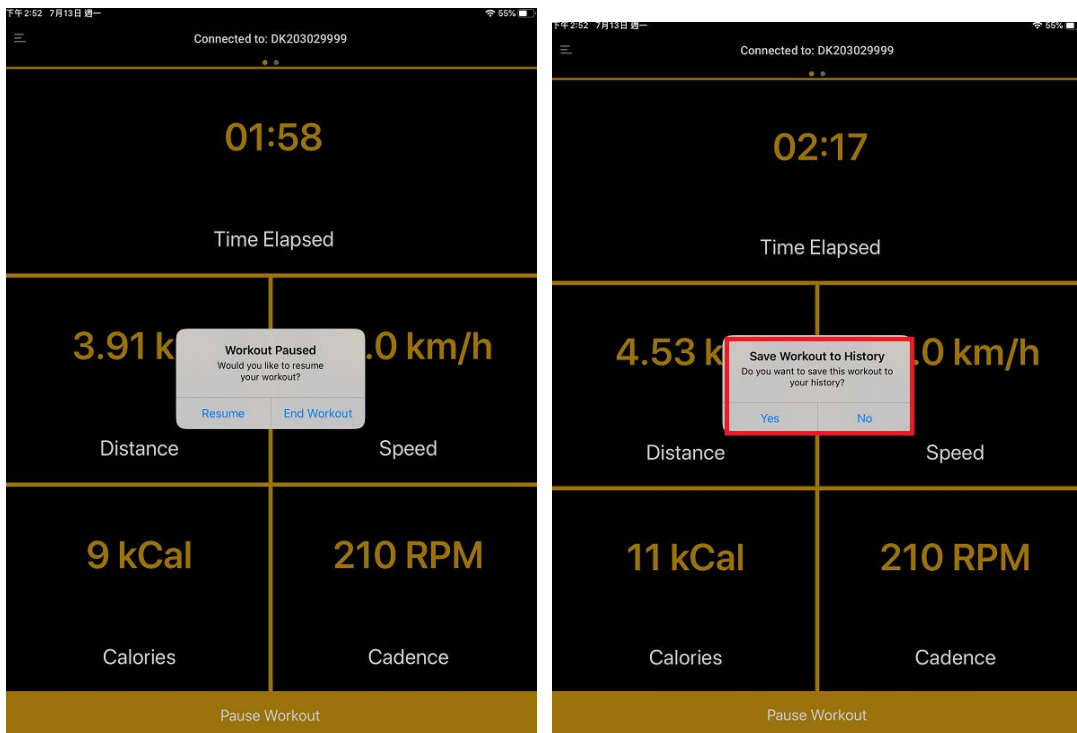 下午2:52 7月13日 週一
55%
Connected to: DK203029999
01:58
Time Elapsed
3.91 k
.0 km/h
Workout Paused
Would you like to resume
your workout?
Resume
End Workout
Distance
Speed
9 kCal
210 RPM
Calories
Cadence
Pause Workout
下午2:52 7月13日 週一
55%
Connected to: DK203029999
02:17
Time Elapsed
4.53 k
.0 km/h
Save Workout to History
Do you want to save this workout to
your history?
Yes
No
Distance
Speed
11 kCal
210 RPM
Calories
Cadence
Pause Workout